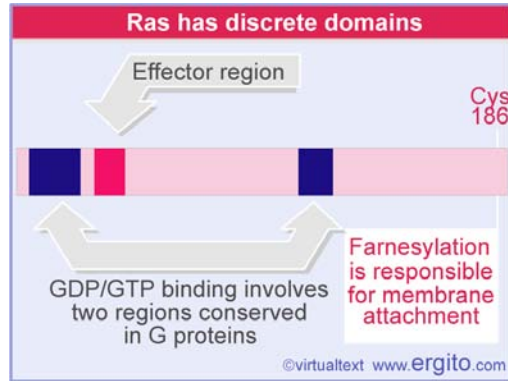 Ras has discrete domains
Effector region
Cys
186
GDP/GTP binding involves
two regions conserved
in G proteins
Farnesylation
is responsible
for membrane
attachment
©virtualtext www.ergito.com